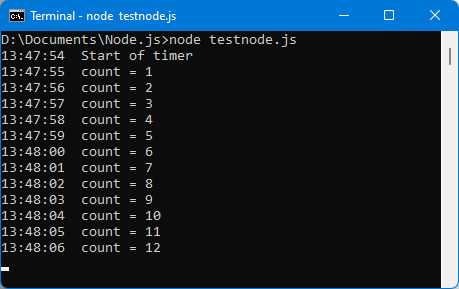 Terminal - node testnode.js
D:\Documents\Node.js>node testnode.js
13:47:54  Start of timer
13:47:55  count = 1
13:47:56  count = 2
13:47:57  count = 3
13:47:58  count = 4
13:47:59  count = 5
13:48:00  count = 6
13:48:01  count = 7
13:48:02  count = 8
13:48:03  count = 9
13:48:04  count = 10
13:48:05  count = 11
13:48:06  count = 12